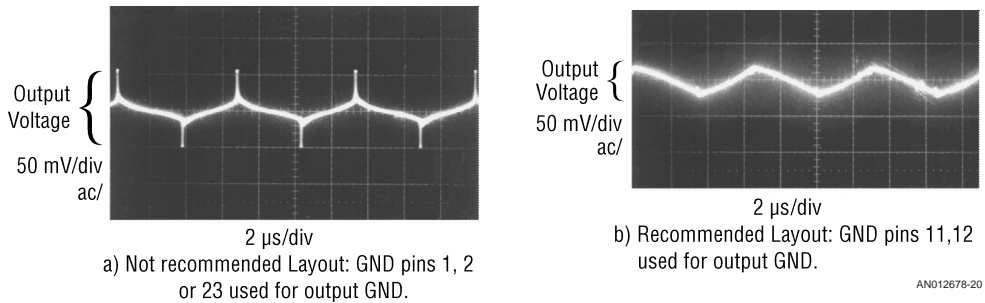 Output
Voltage
50 mV/div
ac/
2 μs/div
a) Not recommended Layout: GND pins 1, 2
or 23 used for output GND.
Output
Voltage
50 mV/div
ac/
2 μs/div
b) Recommended Layout: GND pins 11,12
used for output GND.
AN012678-20